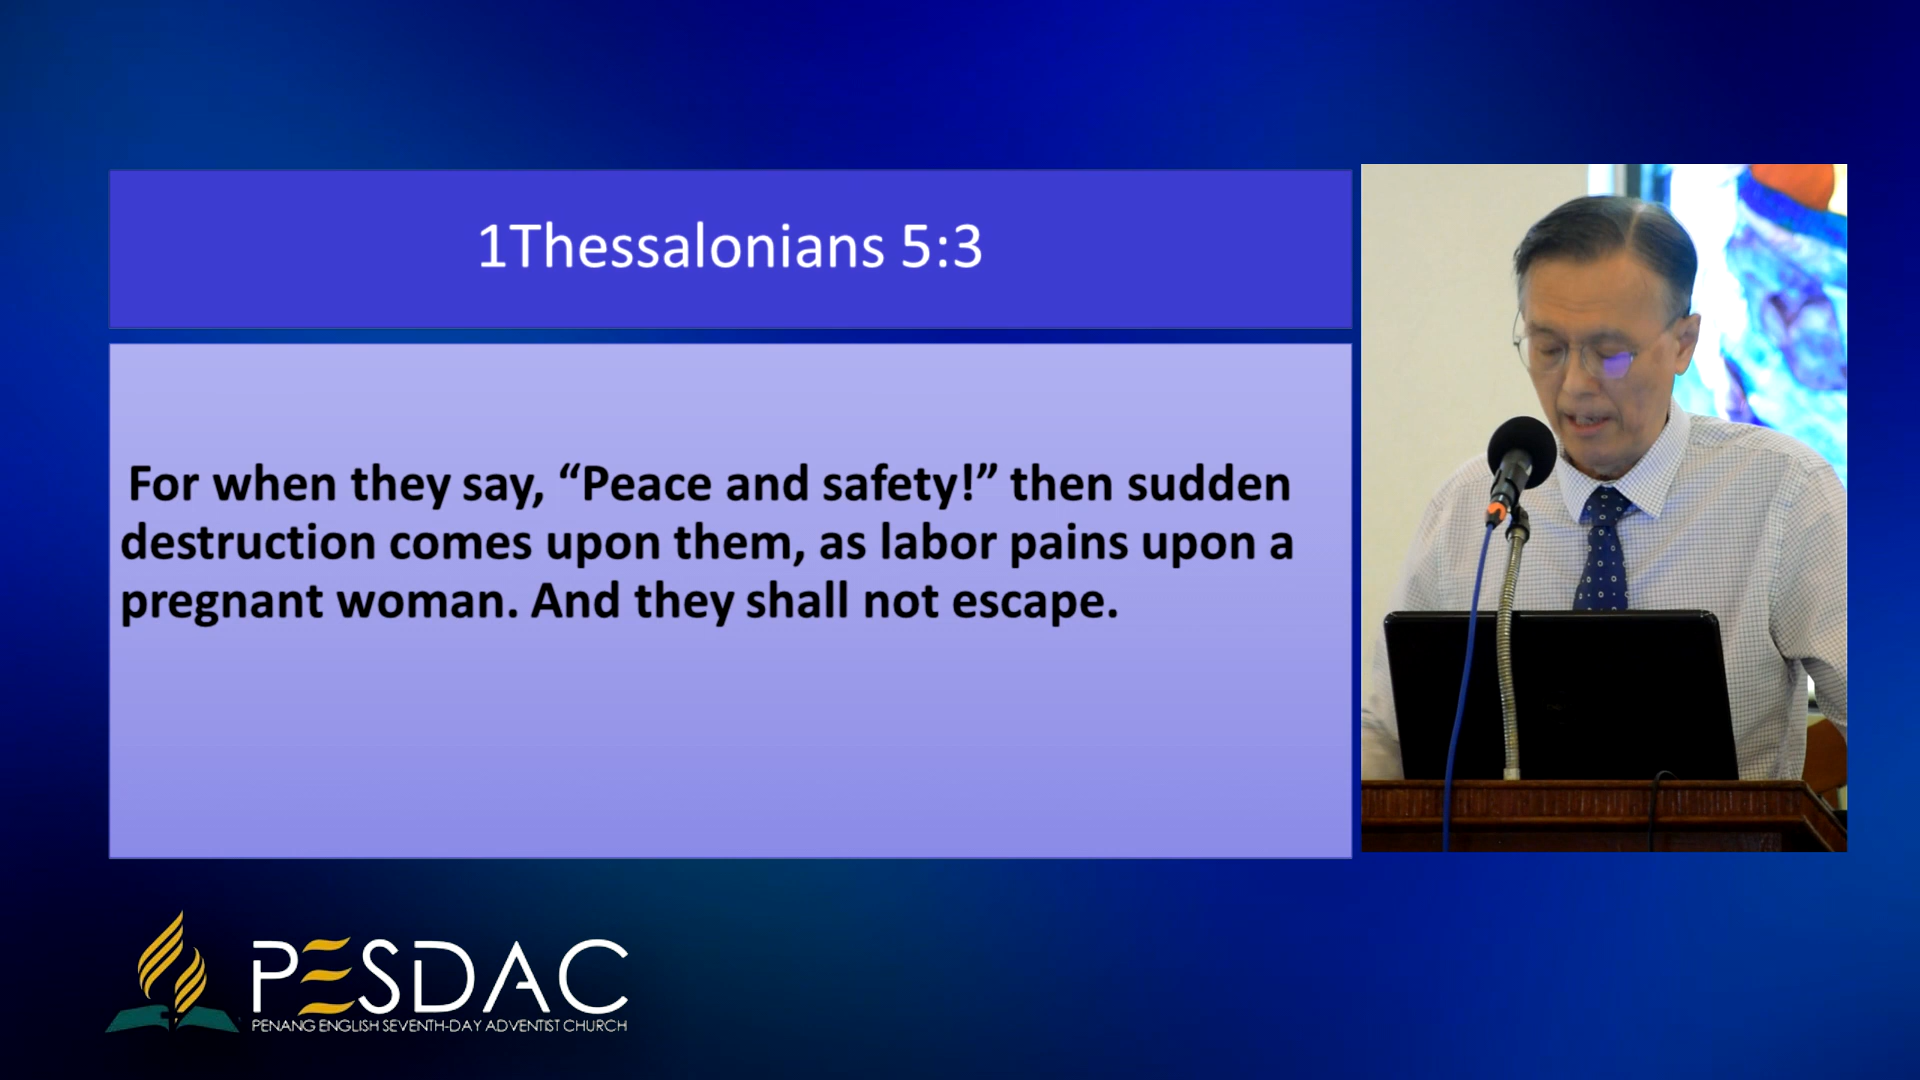 1Thessalonians 5:3
For when they say, “Peace and safety!” then sudden
destruction comes upon them, as labor pains upon a
pregnant woman. And they shall not escape.
PESDAC
PENANG ENGLISH SEVENTH-DAY ADVENTIST CHURCH